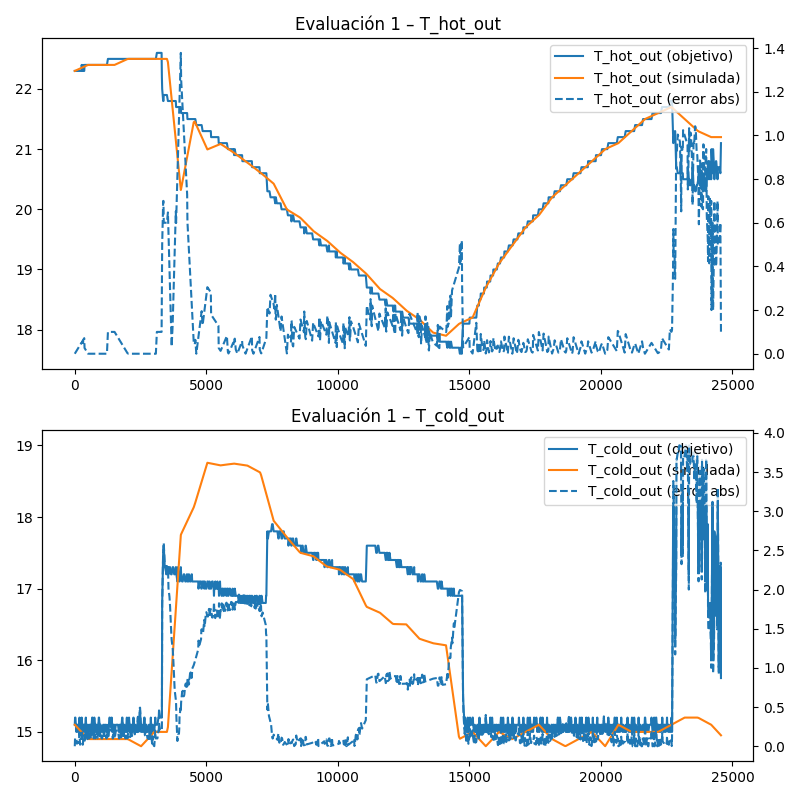 Evaluación 1 – T_hot_out
T_hot_out (objetivo)
T_hot_out (simulada)
T_hot_out (error abs)
22
21
20
19
18
1.4
1.2
1.0
0.8
0.6
0.4
0.2
0.0
0 5000 10000 15000 20000 25000
Evaluación 1 – T_cold_out
T_cold_out (objetivo)
T_cold_out (simulada)
T_cold_out (error abs)
19
18
17
16
15
4.0
3.5
3.0
2.5
2.0
1.5
1.0
0.5
0.0
0 5000 10000 15000 20000 25000